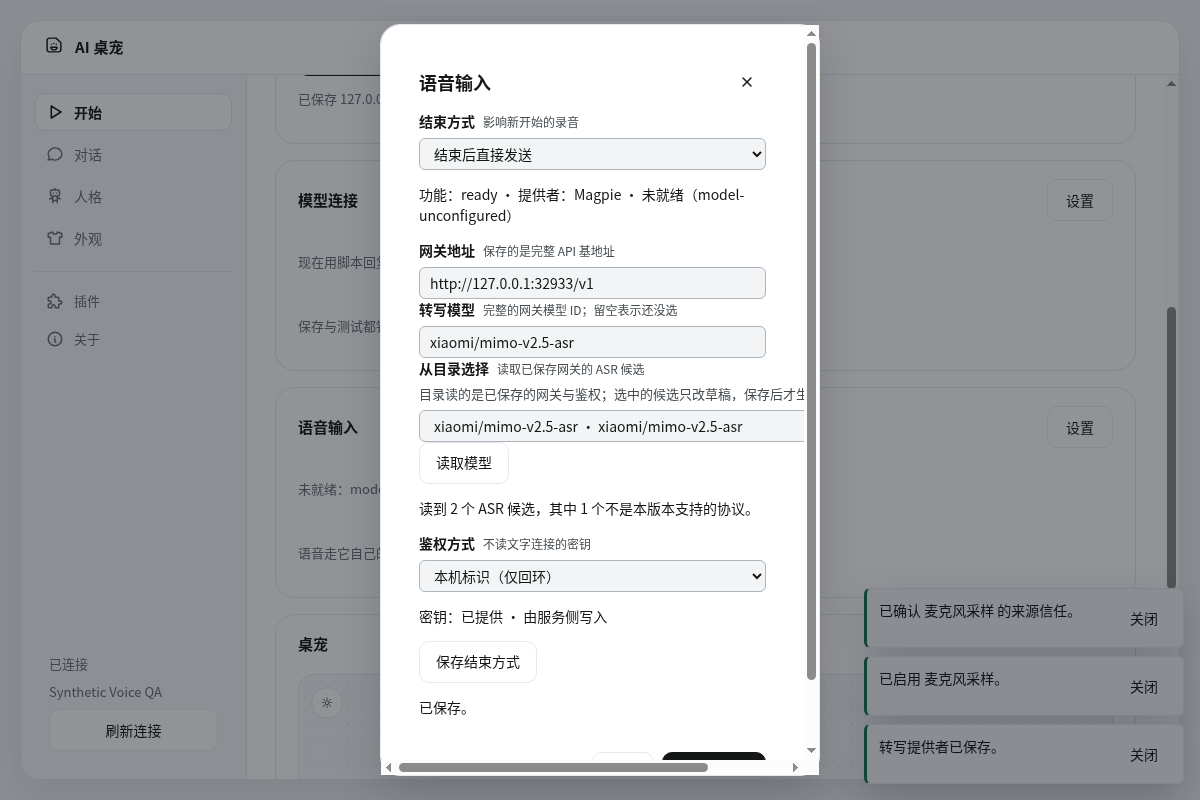 AI 桌宠
开始
对话
人格
外观
插件
关于
已连接
Synthetic Voice QA
刷新连接
已保存 127.0.0
模型连接
设置
现在用脚本回复
保存与测试都
语音输入
设置
未就绪：mode
语音走它自己的
桌宠
语音输入
结束方式 影响新开始的录音
结束后直接发送
功能：ready · 提供者：Magpie · 未就绪（model-
unconfigured）
网关地址 保存的是完整 API 基地址
http://127.0.0.1:32933/v1
转写模型 完整的网关模型 ID；留空表示还没选
xiaomi/mimo-v2.5-asr
从目录选择 读取已保存网关的 ASR 候选
目录读的是已保存的网关与鉴权；选中的候选只改草稿，保存后才生
xiaomi/mimo-v2.5-asr · xiaomi/mimo-v2.5-asr
读取模型
读到 2 个 ASR 候选，其中 1 个不是本版本支持的协议。
鉴权方式 不读文字连接的密钥
本机标识（仅回环）
密钥：已提供 · 由服务侧写入
保存结束方式
已保存。
已确认 麦克风采样 的来源信任。
关闭
已启用 麦克风采样。
关闭
转写提供者已保存。
关闭